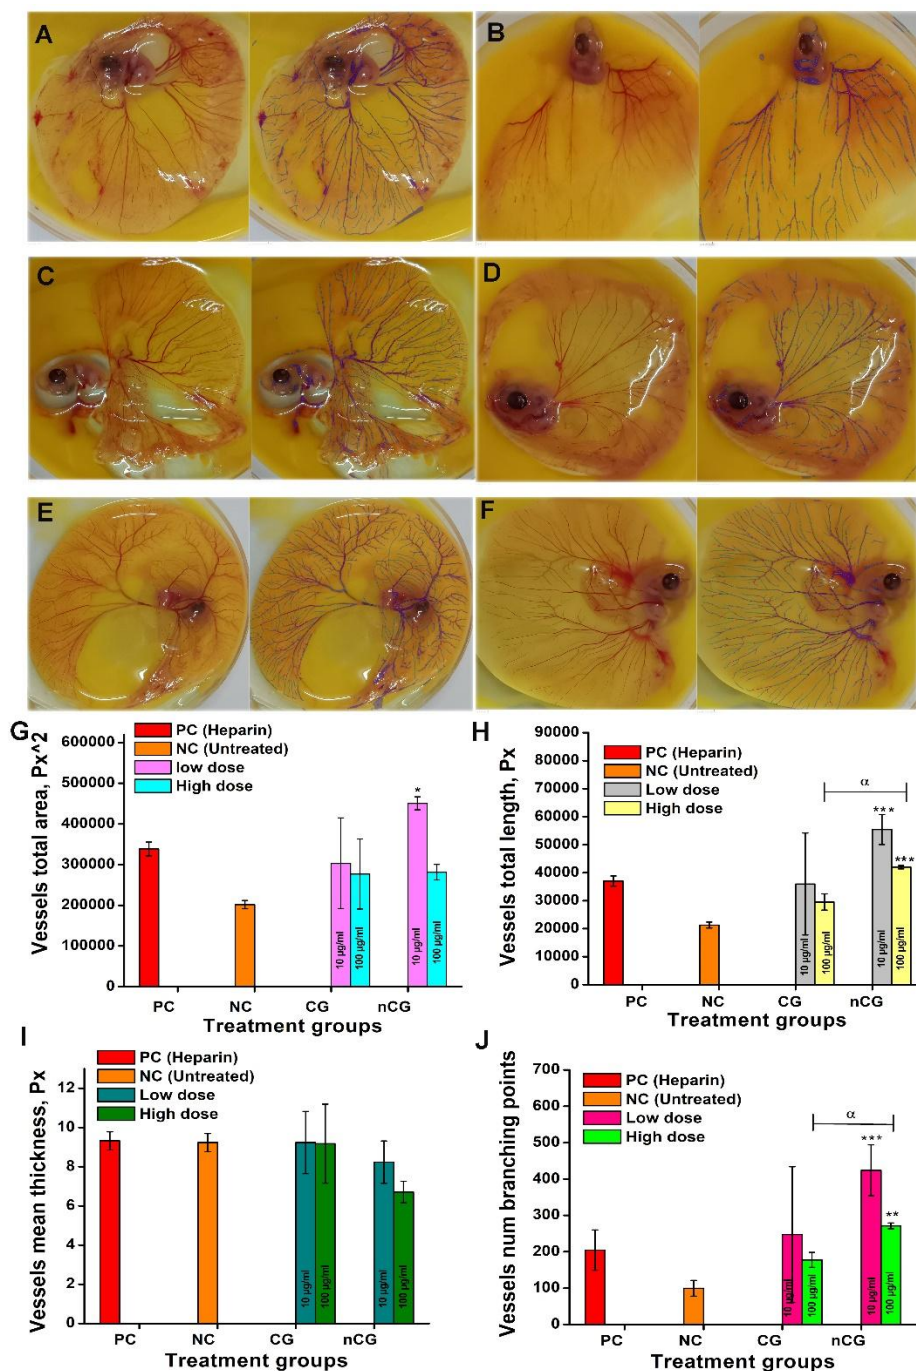 A
B
C
D
E
F
G
PC (Heparin)
NC (Untreated)
low dose
High dose
Vessels total area, Px^2
600000
500000
400000
300000
200000
100000
0
*
10 µg/ml
100 µg/ml
10 µg/ml
100 µg/ml
PC NC CG nCG
Treatment groups
H
PC (Heparin)
NC (Untreated)
Low dose
High dose
Vessels total length, Px
90000
80000
70000
60000
50000
40000
30000
20000
10000
0
α
***
***
10 µg/ml
100 µg/ml
10 µg/ml
100 µg/ml
PC NC CG nCG
Treatment groups
I
PC (Heparin)
NC (Untreated)
Low dose
High dose
Vessels mean thickness, Px
12
10
8
6
4
2
0
10 µg/ml
100 µg/ml
10 µg/ml
100 µg/ml
PC NC CG nCG
Treatment groups
J
PC (Heparin)
NC (Untreated)
Low dose
High dose
Vessels num branching points
700
600
500
400
300
200
100
0
α
***
**
10 µg/ml
100 µg/ml
10 µg/ml
100 µg/ml
PC NC CG nCG
Treatment groups